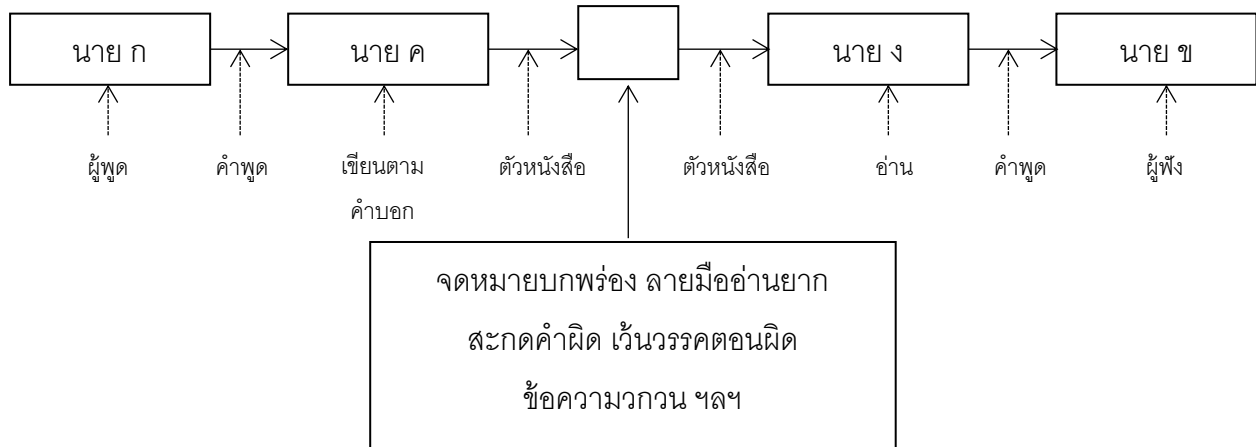 นาย ก
นาย ค
นาย ง
นาย ข
ผู้พูด
คำพูด
เขียนตาม
คำบอก
ตัวหนังสือ
ตัวหนังสือ
อ่าน
คำพูด
ผู้ฟัง
จดหมายบกพร่อง ลายมืออ่านยาก
สะกดคำผิด เว้นวรรคตอนผิด
ข้อความวกวน ฯลฯ